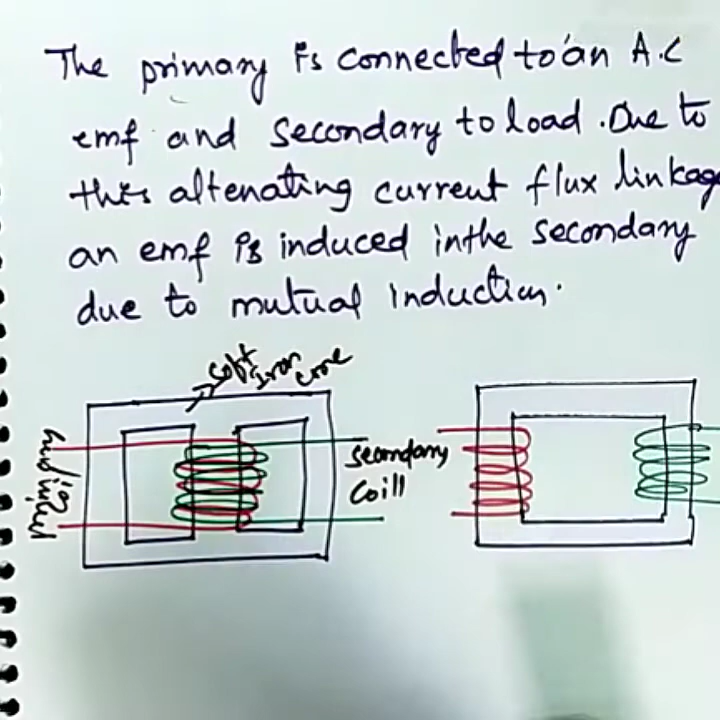 The primary is connected to an A.C
emf and secondary to load. Due to
this altenating current flux linkage
an emf is induced in the secondary
due to mutual induction.
soft
iron
core
secondary
coill